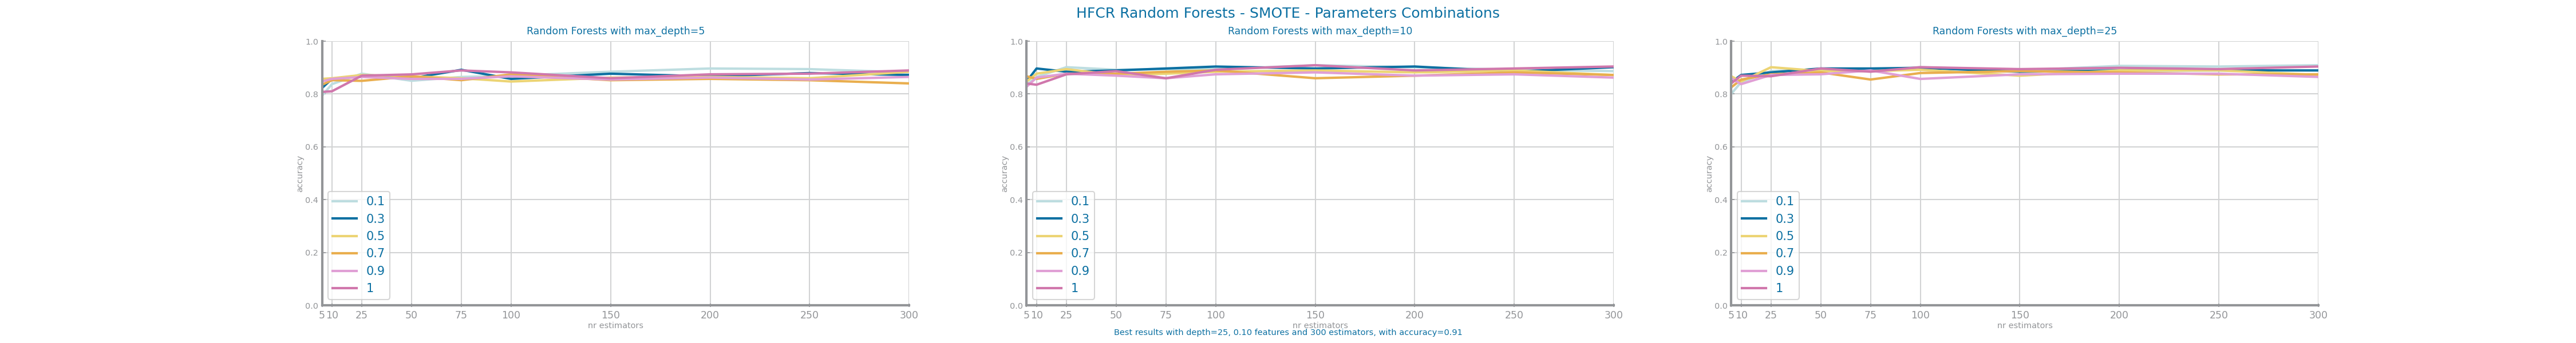 HFCR Random Forests - SMOTE - Parameters Combinations
Random Forests with max_depth=5
1.0
0.8
0.6
0.4
0.2
0.0
accuracy
0.1
0.3
0.5
0.7
0.9
1
5 10 25 50 75 100 150 200 250 300
nr estimators
Random Forests with max_depth=10
1.0
0.8
0.6
0.4
0.2
0.0
accuracy
0.1
0.3
0.5
0.7
0.9
1
5 10 25 50 75 100 150 200 250 300
nr estimators
Random Forests with max_depth=25
1.0
0.8
0.6
0.4
0.2
0.0
accuracy
0.1
0.3
0.5
0.7
0.9
1
5 10 25 50 75 100 150 200 250 300
nr estimators
Best results with depth=25, 0.10 features and 300 estimators, with accuracy=0.91